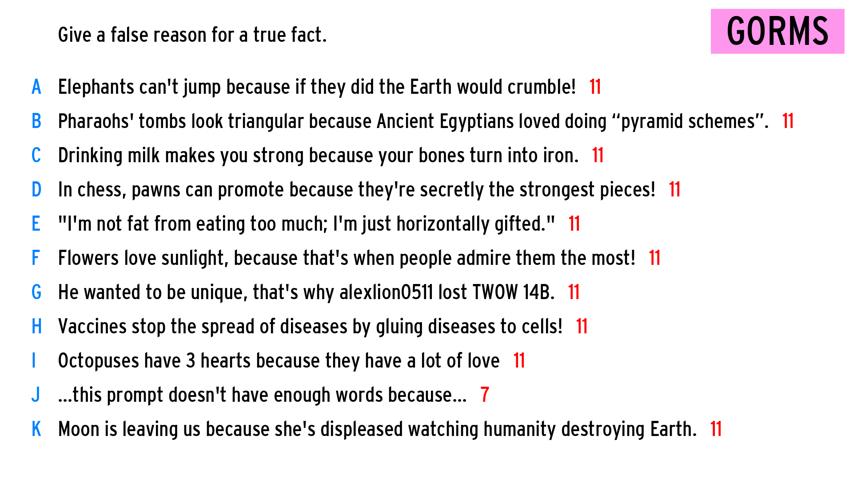 Give a false reason for a true fact.
GORMS
A Elephants can't jump because if they did the Earth would crumble! 11
B Pharaohs' tombs look triangular because Ancient Egyptians loved doing “pyramid schemes”. 11
C Drinking milk makes you strong because your bones turn into iron. 11
D In chess, pawns can promote because they're secretly the strongest pieces! 11
E "I'm not fat from eating too much; I'm just horizontally gifted." 11
F Flowers love sunlight, because that's when people admire them the most! 11
G He wanted to be unique, that's why alexlion0511 lost TWOW 14B. 11
H Vaccines stop the spread of diseases by gluing diseases to cells! 11
I Octopuses have 3 hearts because they have a lot of love 11
J ...this prompt doesn't have enough words because... 7
K Moon is leaving us because she's displeased watching humanity destroying Earth. 11